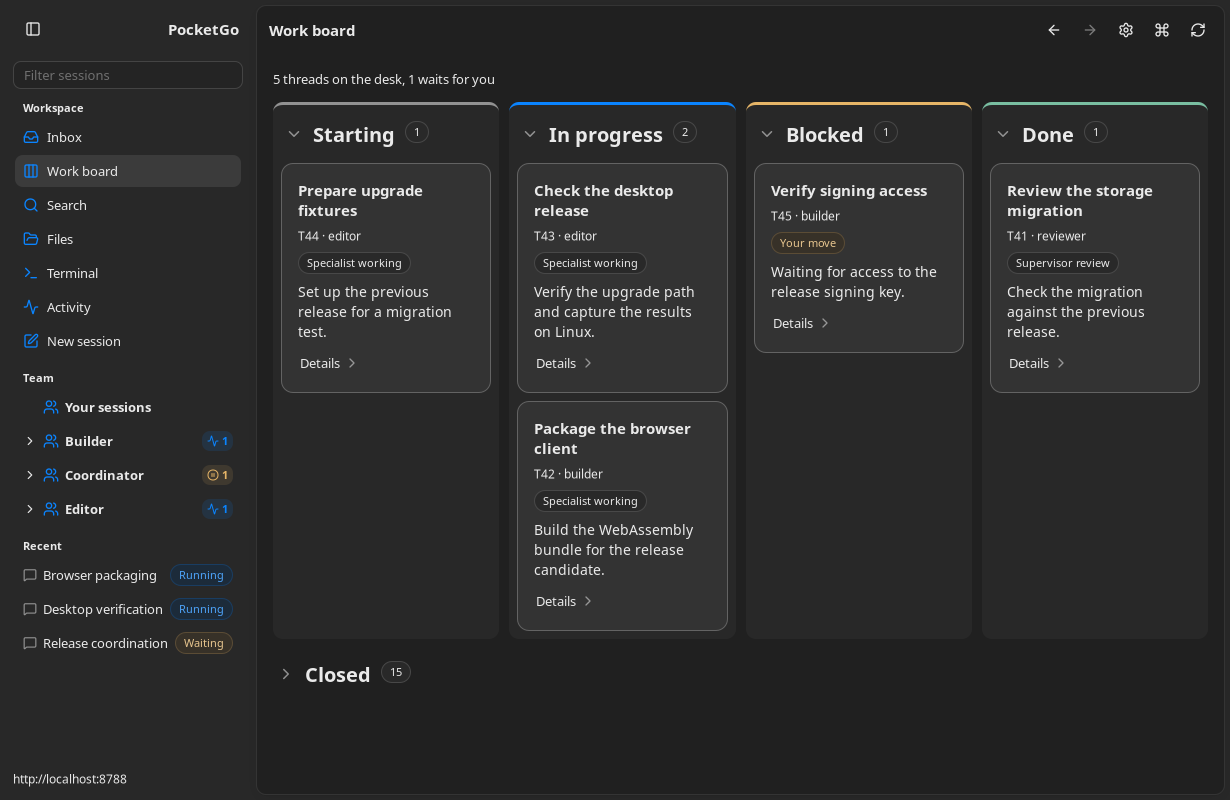 PocketGo
Filter sessions
Workspace
Inbox
Work board
Search
Files
Terminal
Activity
New session
Team
Your sessions
Builder 1
Coordinator 1
Editor 1
Recent
Browser packaging Running
Desktop verification Running
Release coordination Waiting
http://localhost:8788
Work board
5 threads on the desk, 1 waits for you
Starting 1
Prepare upgrade
fixtures
T44 · editor
Specialist working
Set up the previous
release for a migration
test.
Details
In progress 2
Check the desktop
release
T43 · editor
Specialist working
Verify the upgrade path
and capture the results
on Linux.
Details
Package the browser
client
T42 · builder
Specialist working
Build the WebAssembly
bundle for the release
candidate.
Details
Blocked 1
Verify signing access
T45 · builder
Your move
Waiting for access to the
release signing key.
Details
Done 1
Review the storage
migration
T41 · reviewer
Supervisor review
Check the migration
against the previous
release.
Details
Closed 15